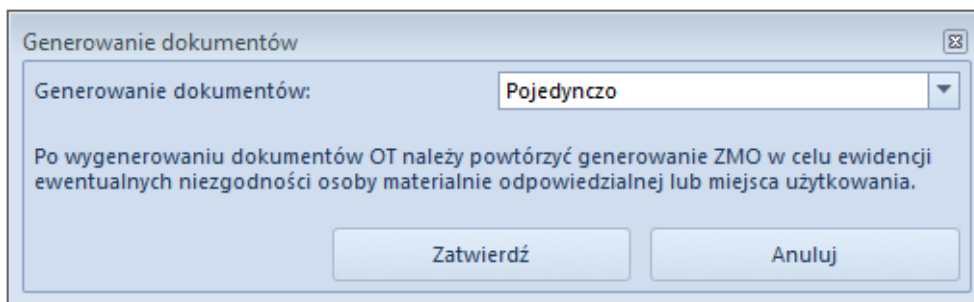 Generowanie dokumentów
Generowanie dokumentów: Pojedynczo
Po wygenerowaniu dokumentów OT należy powtórzyć generowanie ZMO w celu ewidencji
ewentualnych niezgodności osoby materialnie odpowiedzialnej lub miejsca użytkowania.
Zatwierdź Anuluj